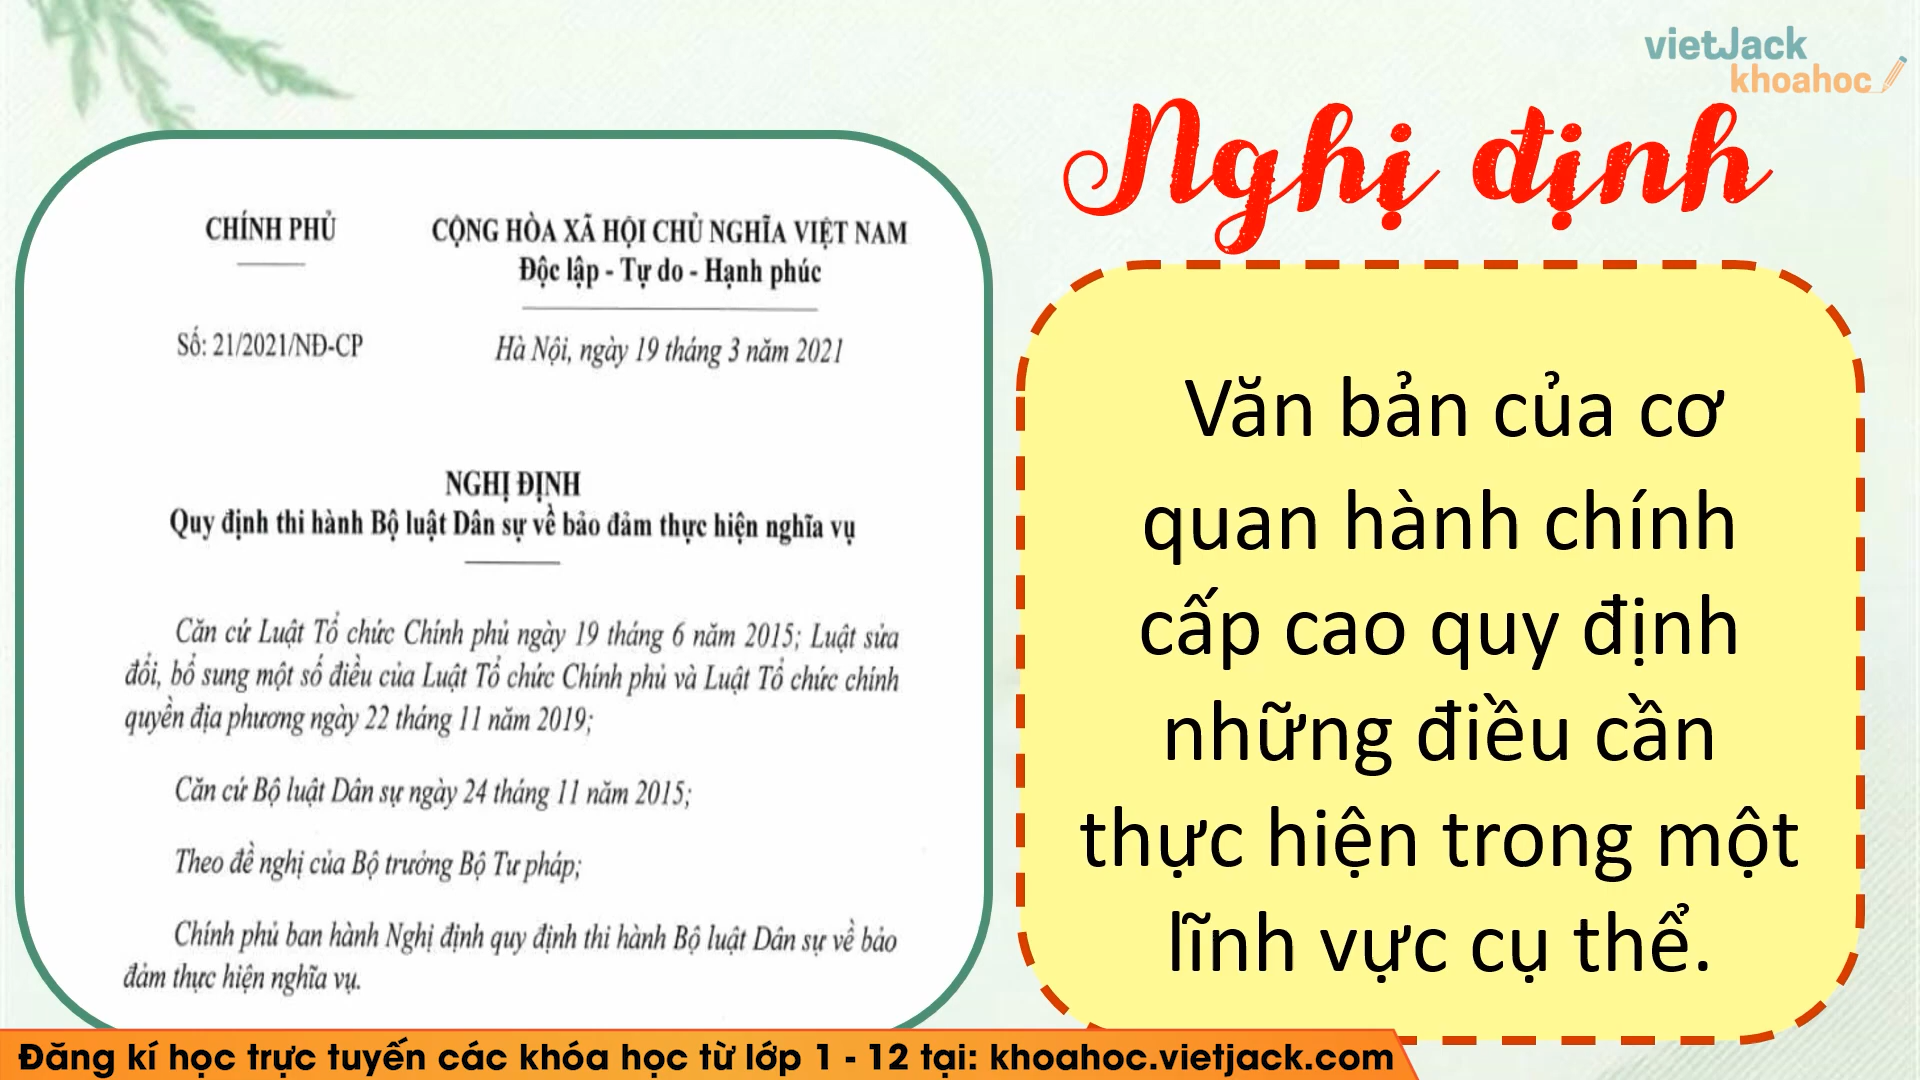 vietJack
khoahoc
Nghị định
CHÍNH PHỦ
CỘNG HÒA XÃ HỘI CHỦ NGHĨA VIỆT NAM
Độc lập - Tự do - Hạnh phúc
Số: 21/2021/NĐ-CP
Hà Nội, ngày 19 tháng 3 năm 2021
NGHỊ ĐỊNH
Quy định thi hành Bộ luật Dân sự về bảo đảm thực hiện nghĩa vụ
Căn cứ Luật Tổ chức Chính phủ ngày 19 tháng 6 năm 2015; Luật sửa
đổi, bổ sung một số điều của Luật Tổ chức Chính phủ và Luật Tổ chức chính
quyền địa phương ngày 22 tháng 11 năm 2019;
Căn cứ Bộ luật Dân sự ngày 24 tháng 11 năm 2015;
Theo đề nghị của Bộ trưởng Bộ Tư pháp;
Chính phủ ban hành Nghị định quy định thi hành Bộ luật Dân sự về bảo
đảm thực hiện nghĩa vụ.
Văn bản của cơ
quan hành chính
cấp cao quy định
những điều cần
thực hiện trong một
lĩnh vực cụ thể.
Đăng kí học trực tuyến các khóa học từ lớp 1 - 12 tại: khoahoc.vietjack.com